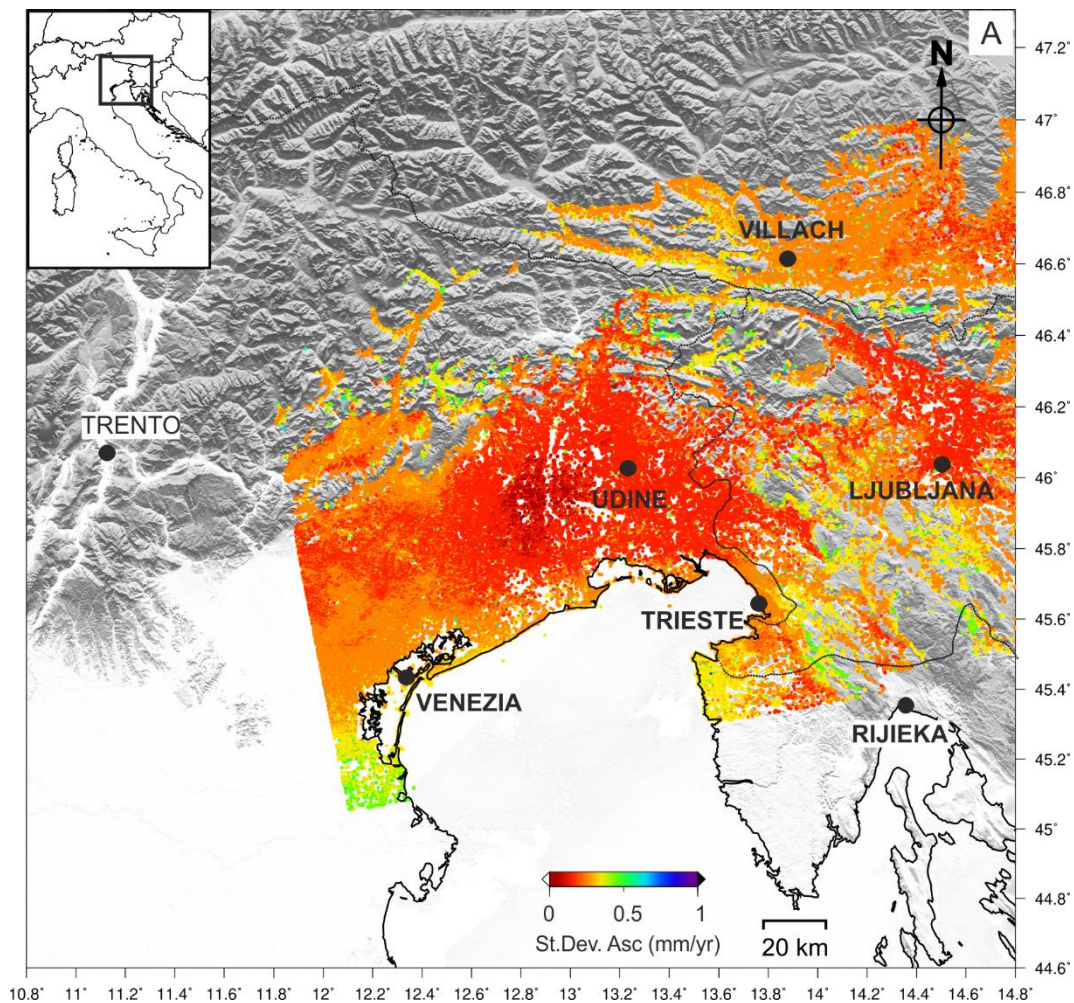 A
N
47.2°
47°
46.8°
46.6°
46.4°
46.2°
46°
45.8°
45.6°
45.4°
45.2°
45°
44.8°
44.6°
VILLACH
TRENTO
UDINE
LJUBLJANA
TRIESTE
VENEZIA
RIJIEKA
0 0.5 1
St.Dev. Asc (mm/yr)
20 km
10.8° 11° 11.2° 11.4° 11.6° 11.8° 12° 12.2° 12.4° 12.6° 12.8° 13° 13.2° 13.4° 13.6° 13.8° 14° 14.2° 14.4° 14.6° 14.8°